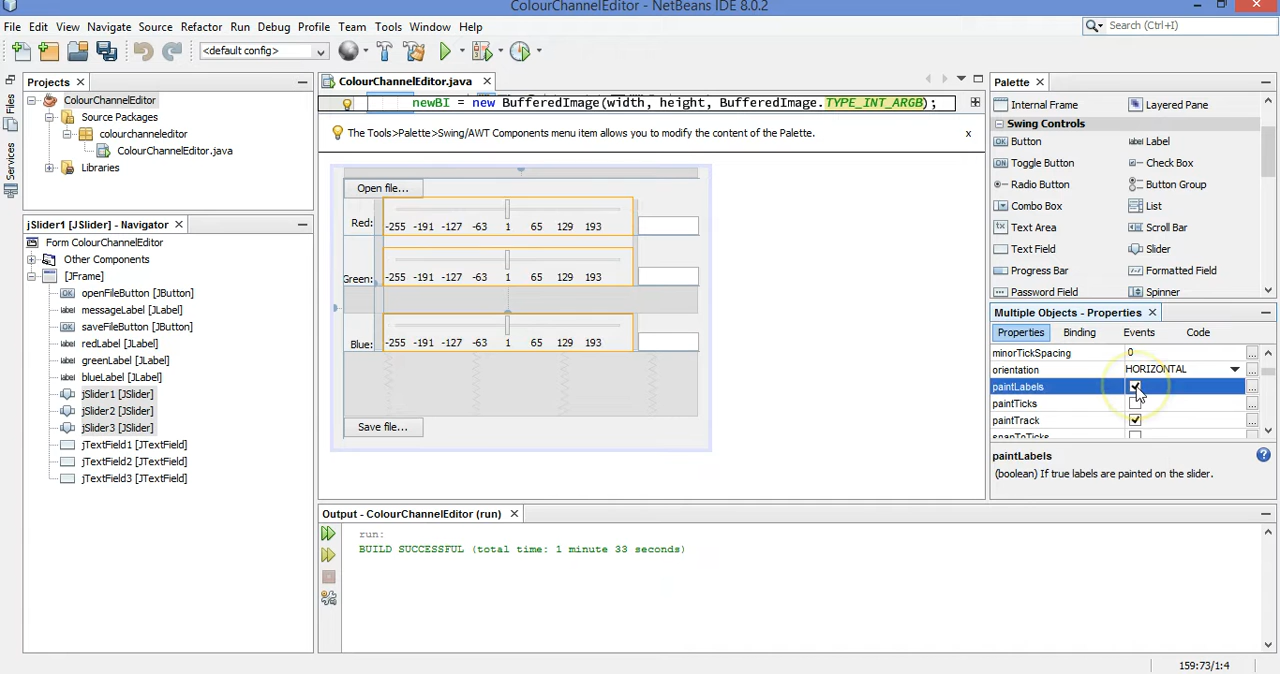 ColourChannelEditor - NetBeans IDE 8.0.2
File Edit View Navigate Source Refactor Run Debug Profile Team Tools Window Help
Search (Ctrl+I)
<default config>
Projects
ColourChannelEditor
Source Packages
colourchanneleditor
ColourChannelEditor.java
Libraries
Files
Services
jSlider1 [JSlider] - Navigator
Form ColourChannelEditor
Other Components
[JFrame]
openFileButton [JButton]
messageLabel [JLabel]
saveFileButton [JButton]
redLabel [JLabel]
greenLabel [JLabel]
blueLabel [JLabel]
jSlider1 [JSlider]
jSlider2 [JSlider]
jSlider3 [JSlider]
jTextField1 [JTextField]
jTextField2 [JTextField]
jTextField3 [JTextField]
ColourChannelEditor.java
newBI = new BufferedImage(width, height, BufferedImage.TYPE_INT_ARGB);
The Tools>Palette>Swing/AWT Components menu item allows you to modify the content of the Palette. x
Open file...
Red: -255 -191 -127 -63 1 65 129 193
Green: -255 -191 -127 -63 1 65 129 193
Blue: -255 -191 -127 -63 1 65 129 193
Save file...
Output - ColourChannelEditor (run)
run:
BUILD SUCCESSFUL (total time: 1 minute 33 seconds)
Palette
Internal Frame Layered Pane
Swing Controls
OK Button label Label
Toggle Button Check Box
Radio Button Button Group
Combo Box List
Text Area Scroll Bar
Text Field Slider
Progress Bar Formatted Field
Password Field Spinner
Multiple Objects - Properties
Properties Binding Events Code
minorTickSpacing 0 ...
orientation HORIZONTAL ...
paintLabels ...
paintTicks ...
paintTrack ...
snapToTicks
paintLabels
(boolean) If true labels are painted on the slider.
159:73/1:4